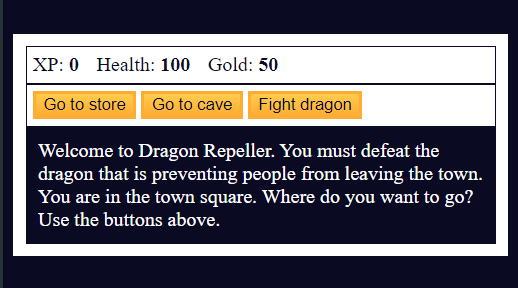 XP: 0 Health: 100 Gold: 50
Go to store Go to cave Fight dragon
Welcome to Dragon Repeller. You must defeat the
dragon that is preventing people from leaving the town.
You are in the town square. Where do you want to go?
Use the buttons above.